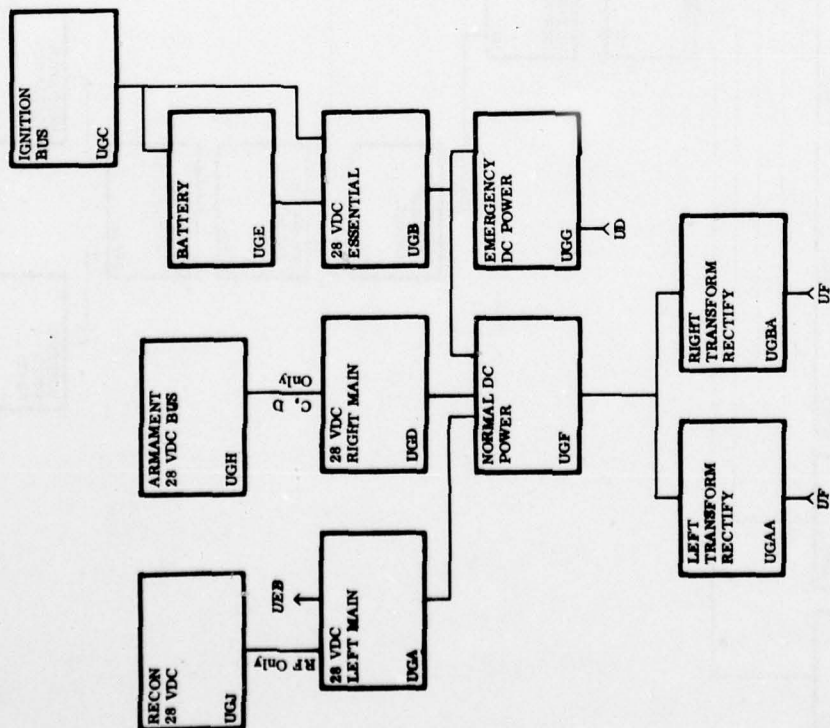 IGNITION
BUS
UGC
BATTERY
UGE
ARMAMENT
28 VDC BUS
UGH
RECON
28 VDC
UGJ
28 VDC
ESSENTIAL
UGB
C. U
Only
28 VDC
RIGHT MAIN
UGD
UEB
RF Only
28 VDC
LEFT MAIN
UGA
EMERGENCY
DC POWER
UGG
UD
NORMAL DC
POWER
UGF
RIGHT
TRANSFORM
RECTIFY
UGBA
UF
LEFT
TRANSFORM
RECTIFY
UGAA
UF